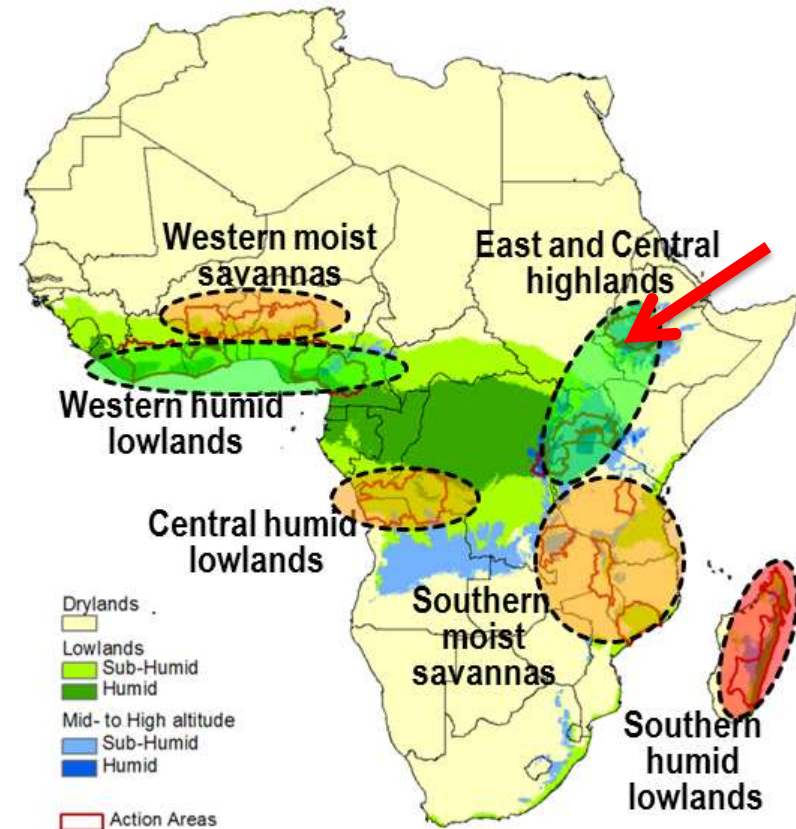 Western moist
savannas
East and Central
highlands
Western humid
lowlands
Central humid
lowlands
Southern
moist
savannas
Southern
humid
lowlands
Drylands
Lowlands
Sub-Humid
Humid
Mid- to High altitude
Sub-Humid
Humid
Action Areas